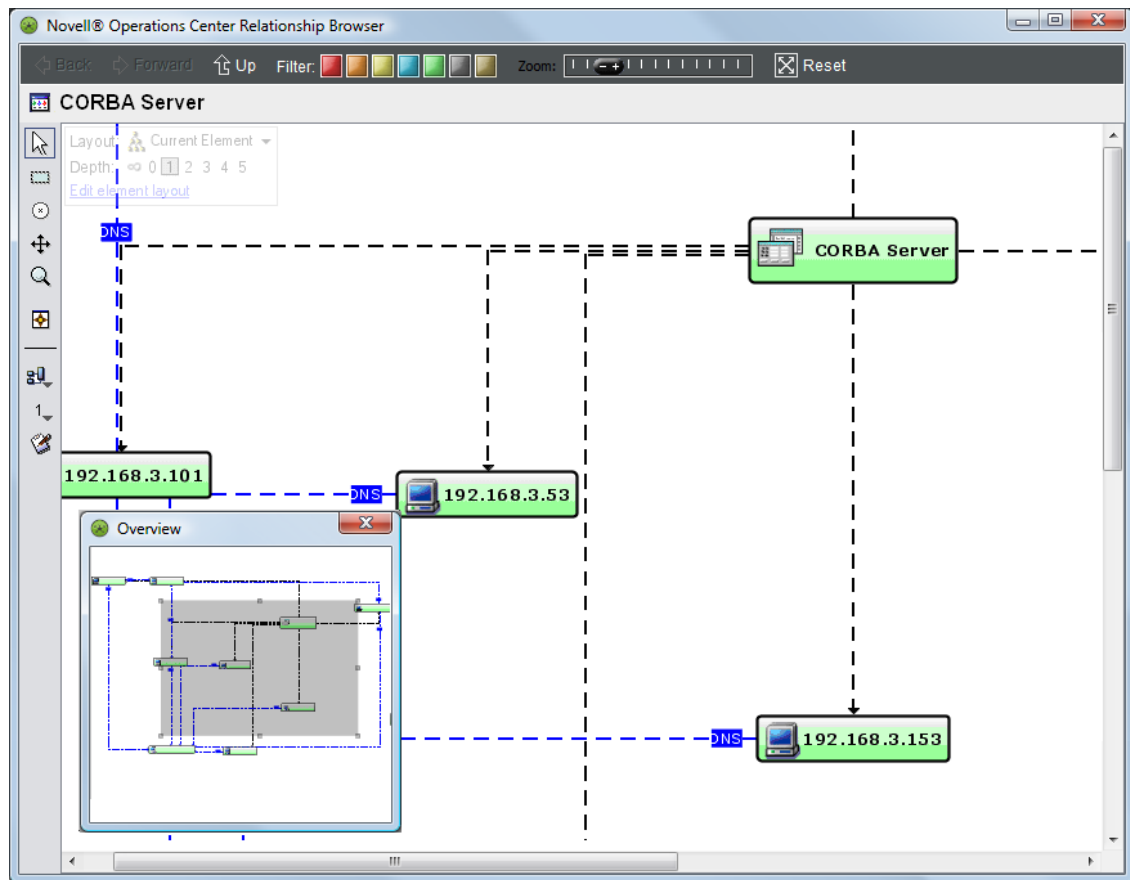 Novell® Operations Center Relationship Browser
Back Forward Up Filter: Zoom: Reset
CORBA Server
Layout: Current Element
Depth: ∞ 0 1 2 3 4 5
Edit element layout
DNS
CORBA Server
1
192.168.3.101
DNS
192.168.3.53
Overview
DNS
192.168.3.153